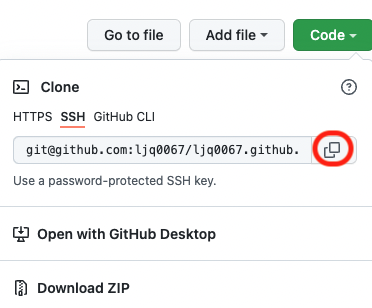 Go to file Add file Code
Clone
HTTPS SSH GitHub CLI
git@github.com:ljq0067/ljq0067.github.
Use a password-protected SSH key.
Open with GitHub Desktop
Download ZIP